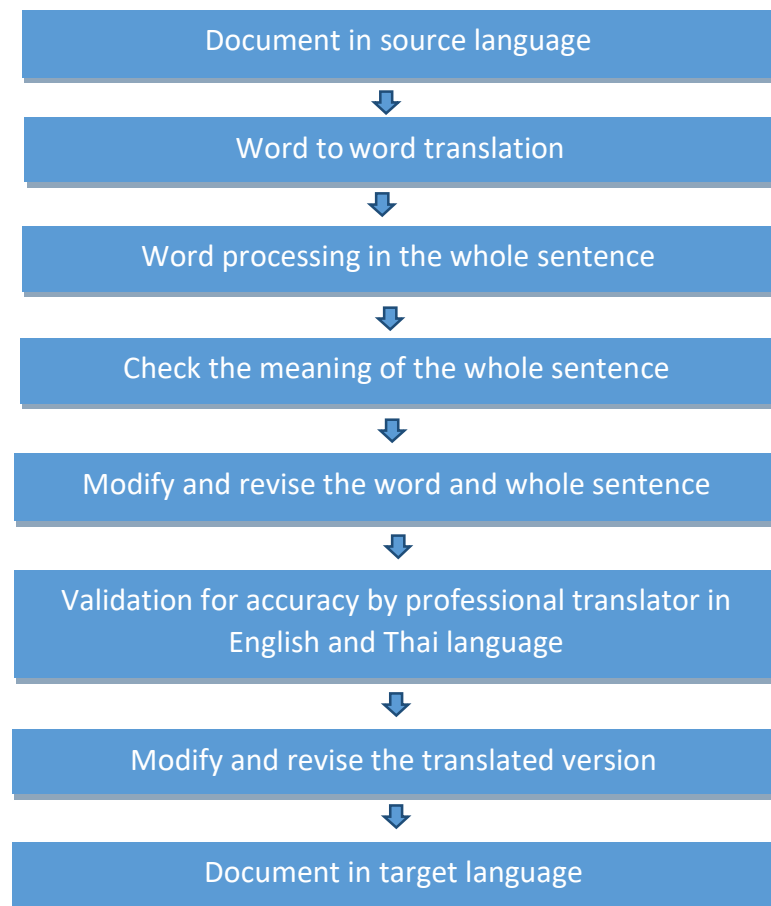 Document in source language
Word to word translation
Word processing in the whole sentence
Check the meaning of the whole sentence
Modify and revise the word and whole sentence
Validation for accuracy by professional translator in
English and Thai language
Modify and revise the translated version
Document in target language